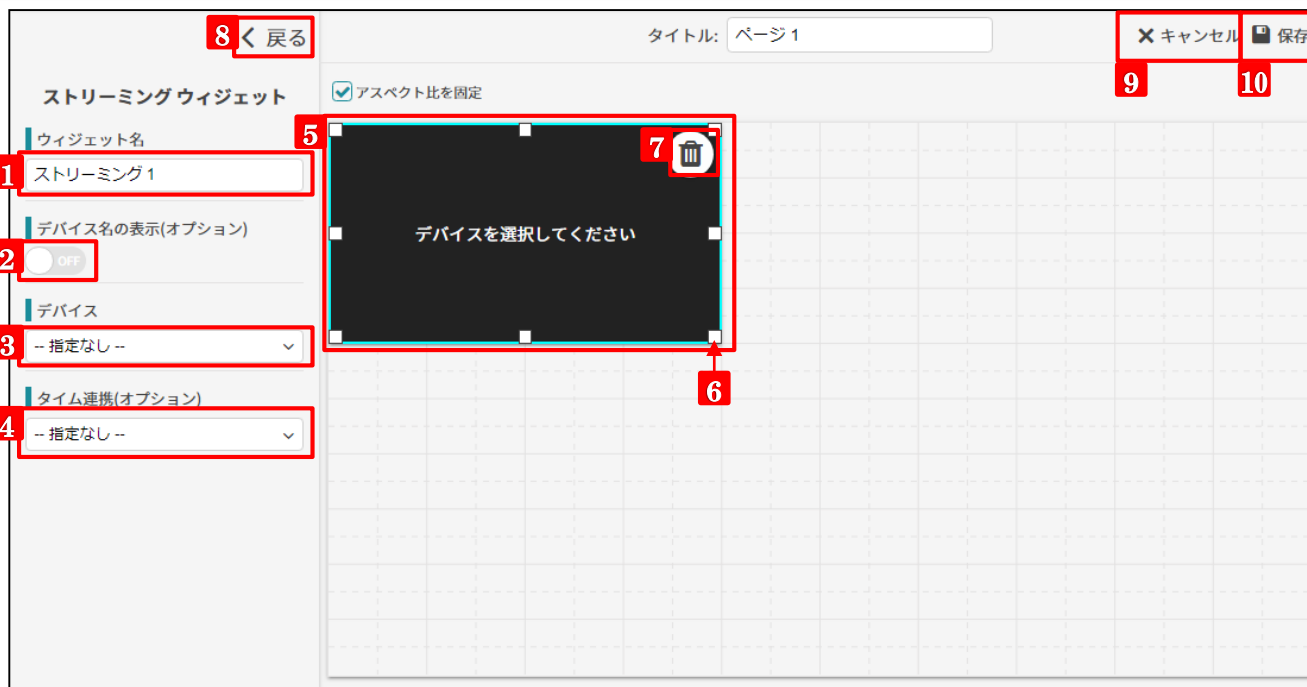 8 戻る
タイトル: ページ 1
キャンセル
保存
9
10
ストリーミング ウィジェット
アスペクト比を固定
ウィジェット名
1 ストリーミング 1
デバイス名の表示(オプション)
2 OFF
デバイス
3 -- 指定なし --
タイム連携(オプション)
4 -- 指定なし --
5
7
デバイスを選択してください
6